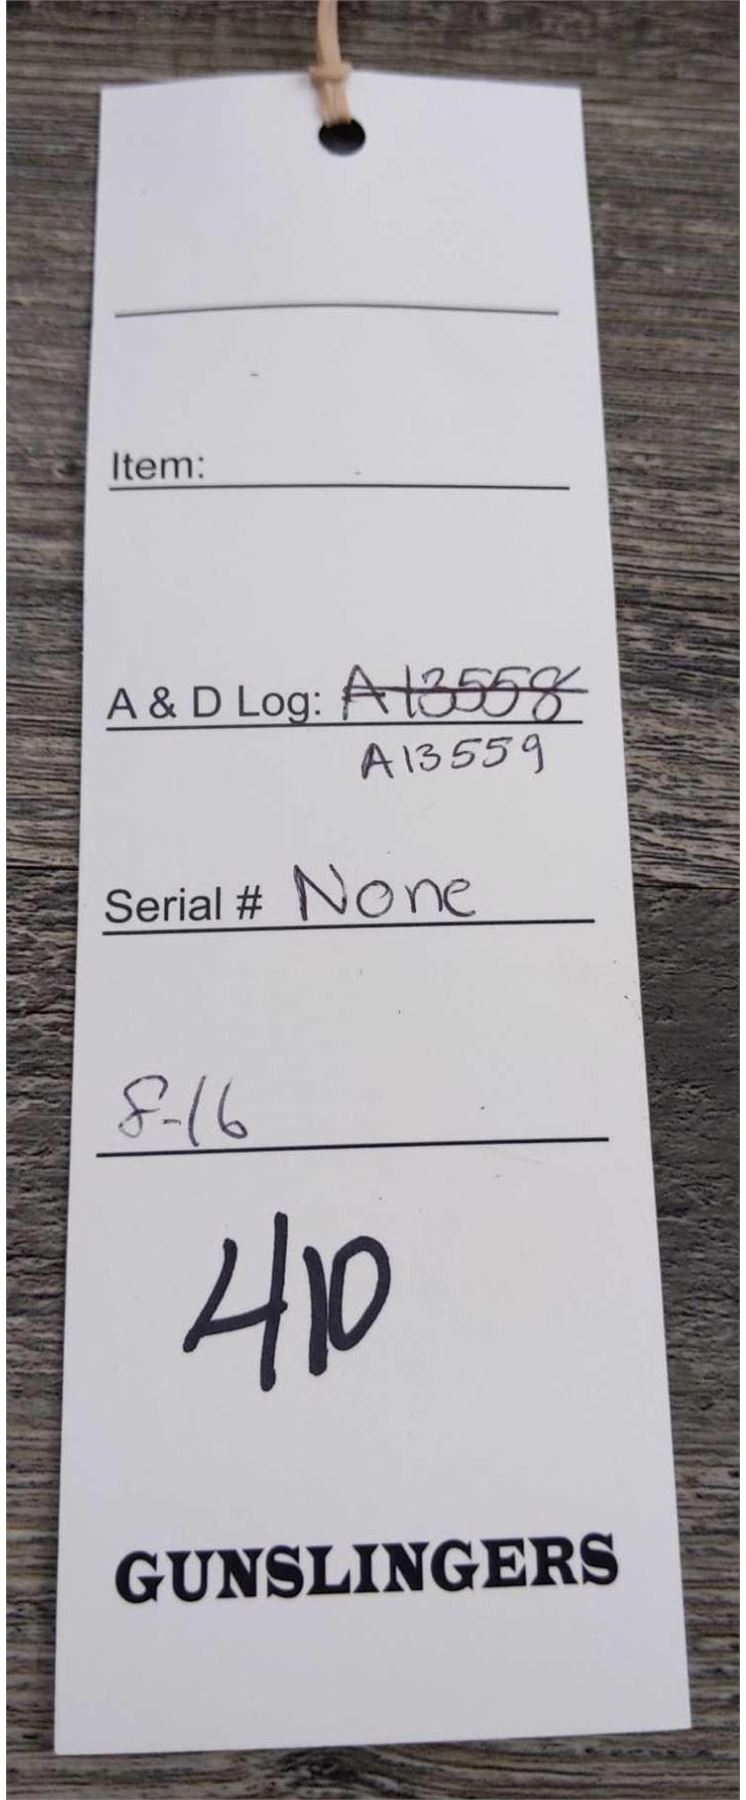 Item:
A & D Log: A13558
A13559
Serial # None
8-16
410
GUNSLINGERS